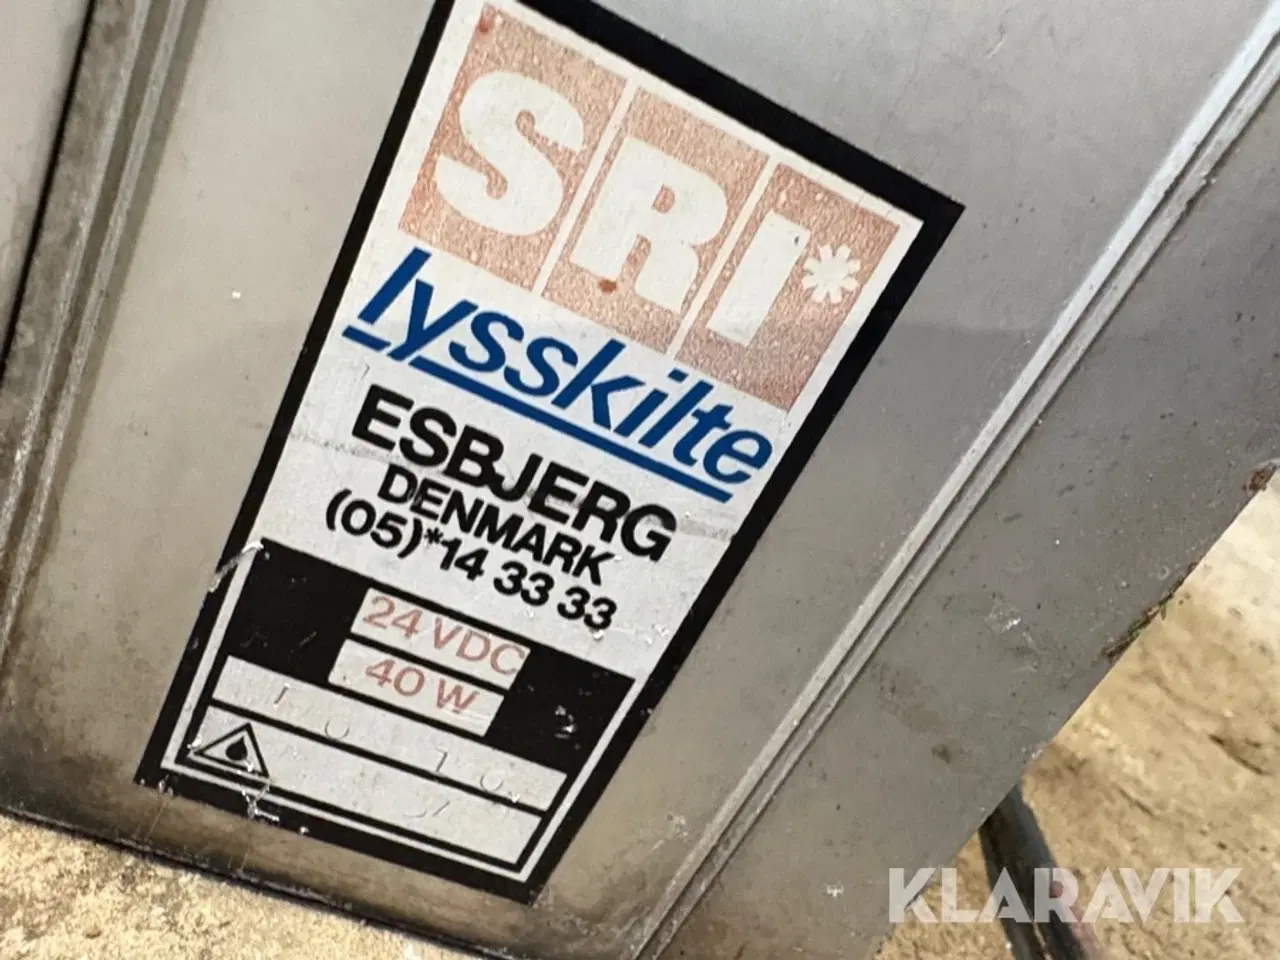 SRI*
lysskilte
ESBJERG
DENMARK
(05)*14 33 33
24 VDC
40 W
KLARAVIK